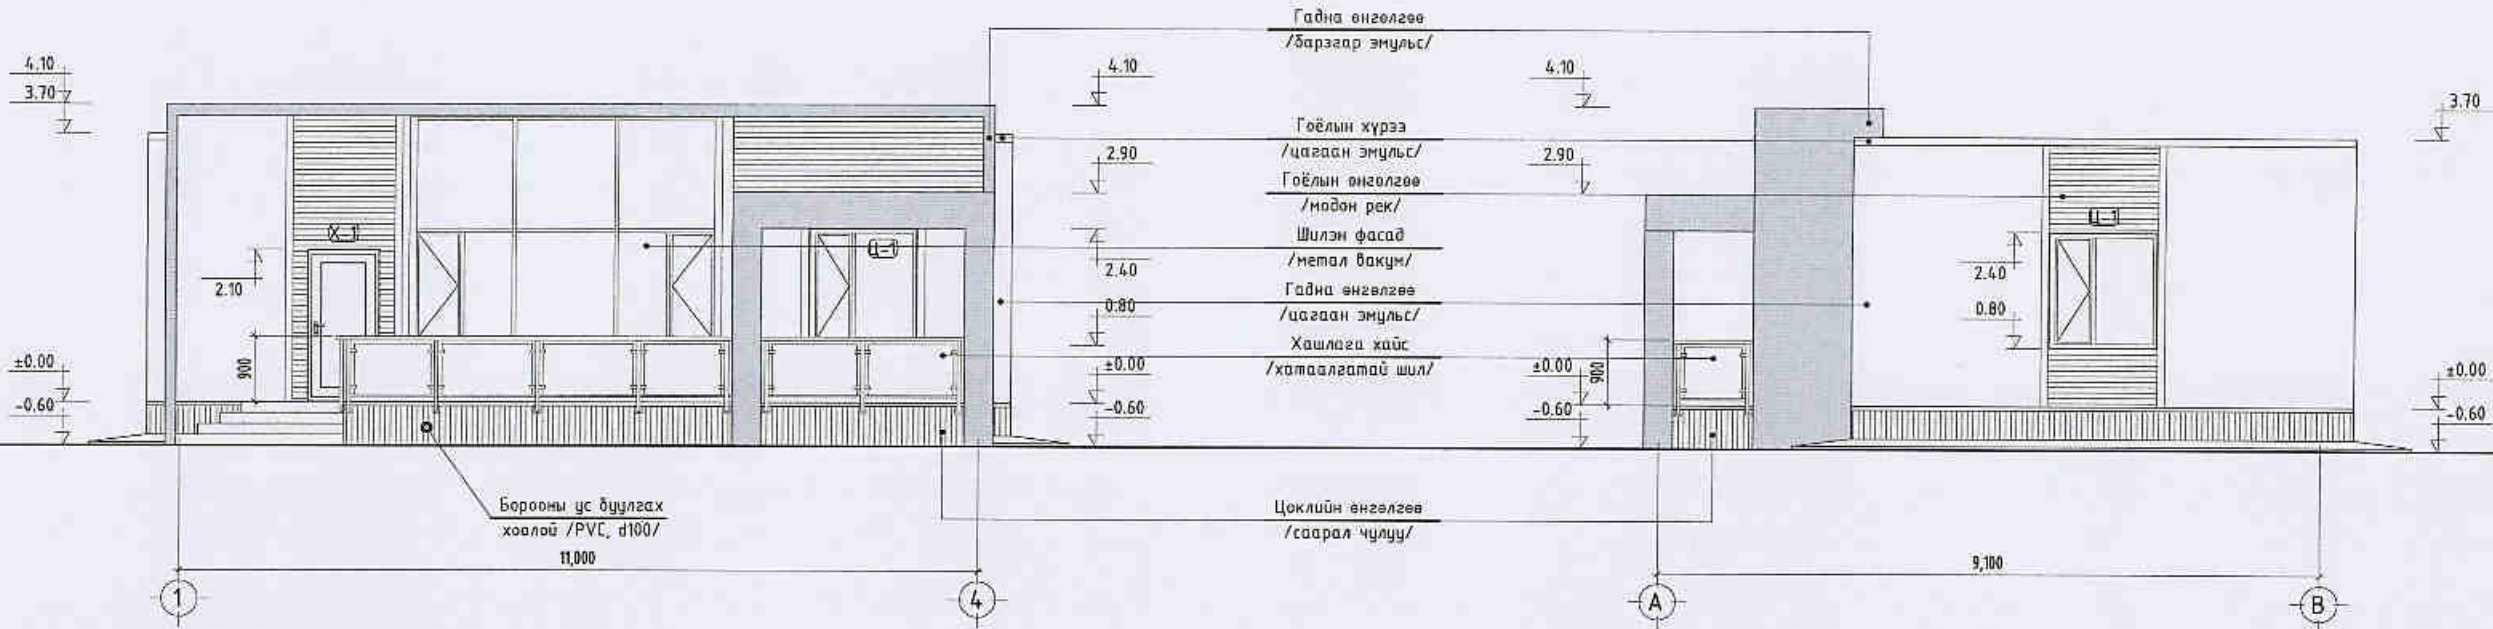 Гадна өнгөлгөө
/барзгар эмульс/
4.10
3.70
4.10
4.10
3.70
Гоёлын хүрээ
/цагаан эмульс/
2.90
2.90
Гоёлын өнгөлгөө
/модон рек/
Х-1
Ц-1
Ц-1
Шилэн фасад
/метал вакум/
2.10
2.40
2.40
Гадна өнгөлгөө
/цагаан эмульс/
0.80
0.80
Хашлага хайс
/хатаалгатай шил/
900
900
±0.00
±0.00
±0.00
±0.00
-0.60
-0.60
-0.60
-0.60
Борооны ус буулгах
хоолой /PVC, d100/
Цоклийн өнгөлгөө
/саарал чулуу/
11,000
9,100
1
4
А
В